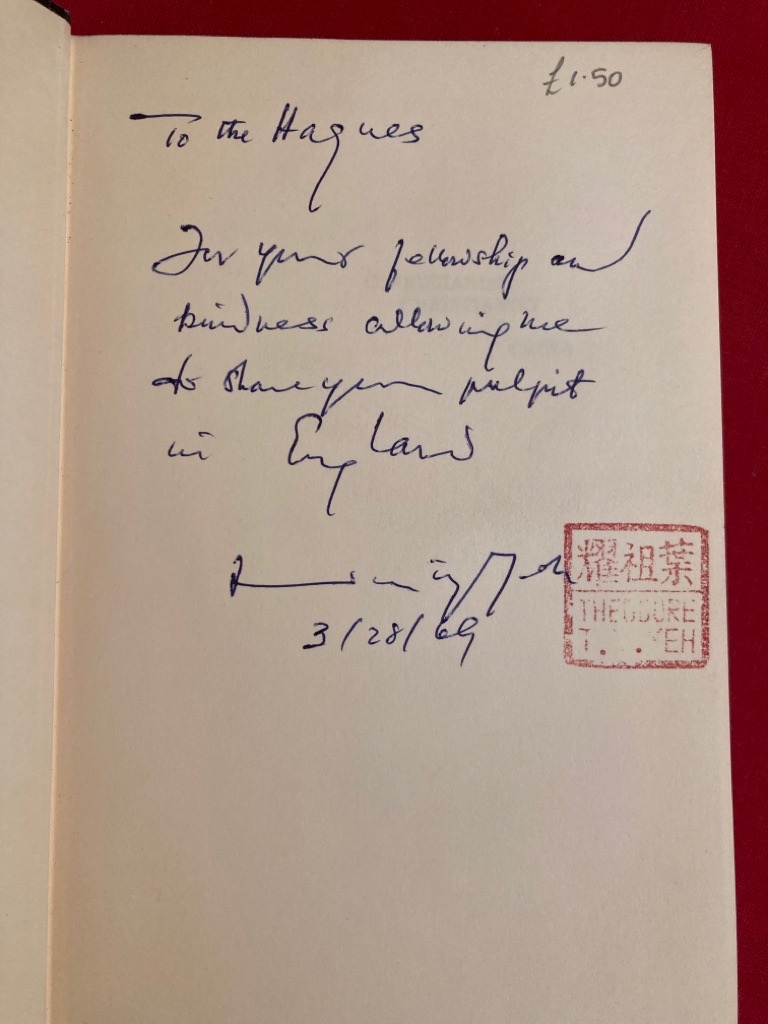 £1.50
To the Hagues
For your fellowship and
kindness allowing me
to share your pulpit
in England
3/28/69
耀祖葉
THEODORE
T. . YEH